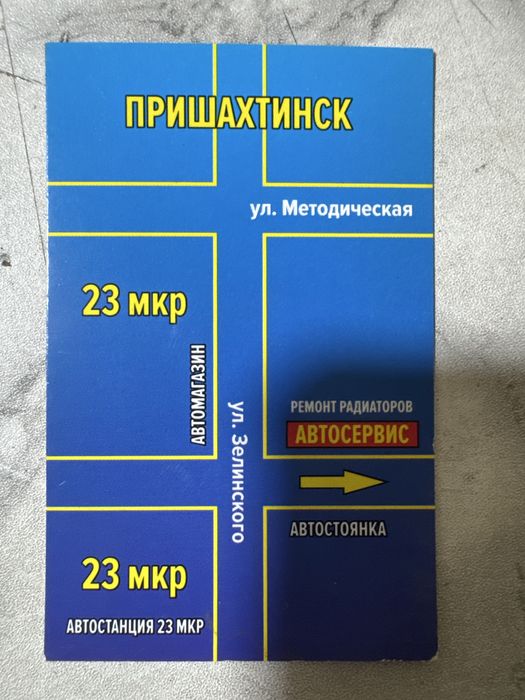 ПРИШАХТИНСК
ул. Методическая
23 мкр
АВТОМАГАЗИН
ул. Зелинского
РЕМОНТ РАДИАТОРОВ
АВТОСЕРВИС
АВТОСТОЯНКА
23 мкр
АВТОСТАНЦИЯ 23 МКР